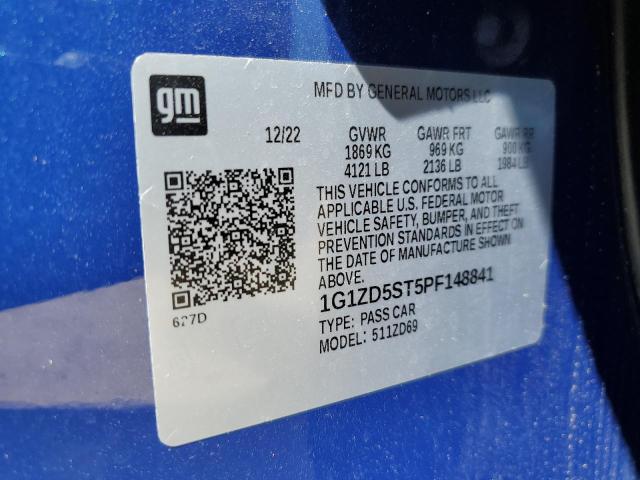 gm
MFD BY GENERAL MOTORS LLC
12/22 GVWR GAWR FRT GAWR RR
1869 KG 969 KG 900 KG
4121 LB 2136 LB 1984 LB
THIS VEHICLE CONFORMS TO ALL
APPLICABLE U.S. FEDERAL MOTOR
VEHICLE SAFETY, BUMPER, AND THEFT
PREVENTION STANDARDS IN EFFECT ON
THE DATE OF MANUFACTURE SHOWN
ABOVE.
1G1ZD5ST5PF148841
TYPE: PASS CAR
MODEL: 511ZD69
627D